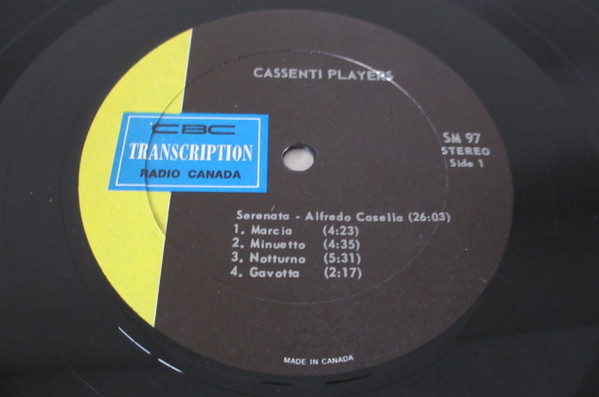 CASSENTI PLAYERS
CBC
TRANSCRIPTION
RADIO CANADA
SM 97
STEREO
Side 1
Serenata - Alfredo Casella (26:03)
1. Marcia (4:23)
2. Minuetto (4:35)
3. Notturno (5:31)
4. Gavotta (2:17)
MADE IN CANADA